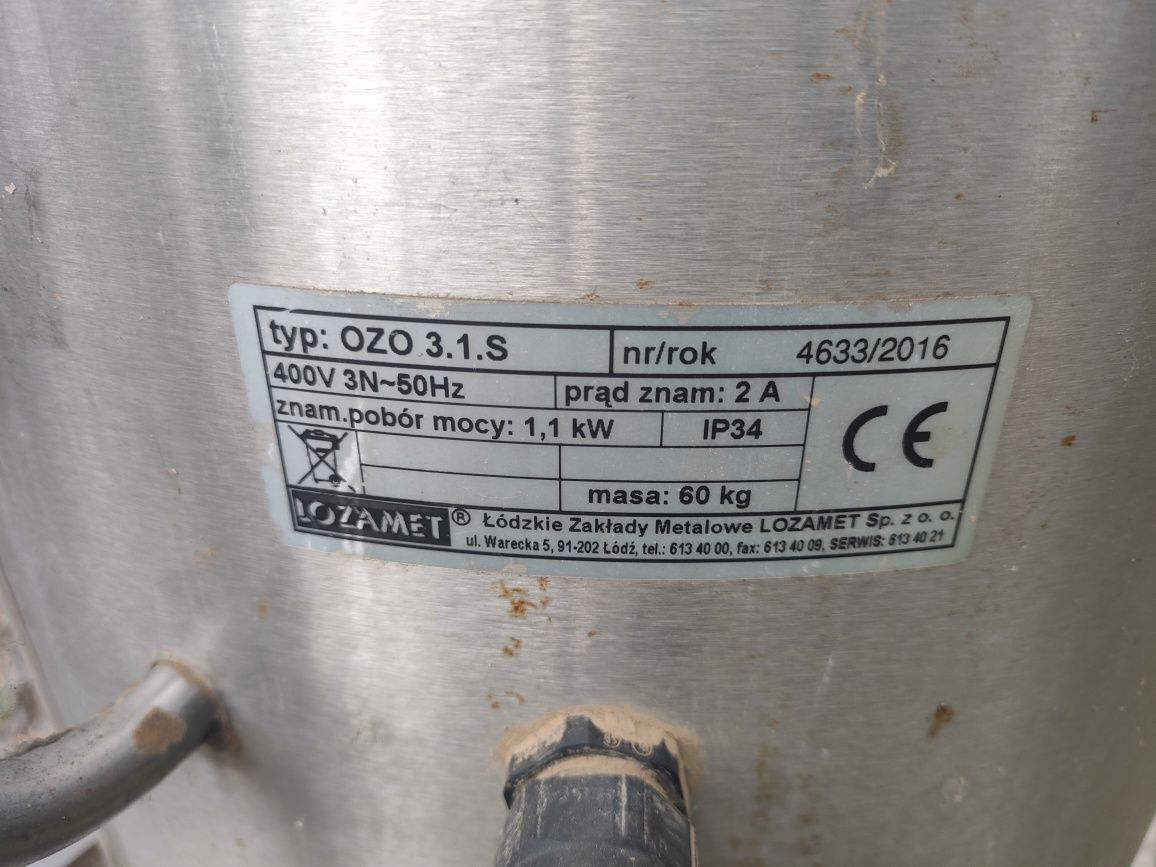 typ: OZO 3.1.S nr/rok 4633/2016
400V 3N~50Hz prąd znam: 2 A
znam.pobór mocy: 1,1 kW IP34
CE
masa: 60 kg
LOZAMET® Łódzkie Zakłady Metalowe LOZAMET Sp. z o. o.
ul. Warecka 5, 91-202 Łódź, tel.: 613 40 00, fax: 613 40 09, SERWIS: 613 40 21